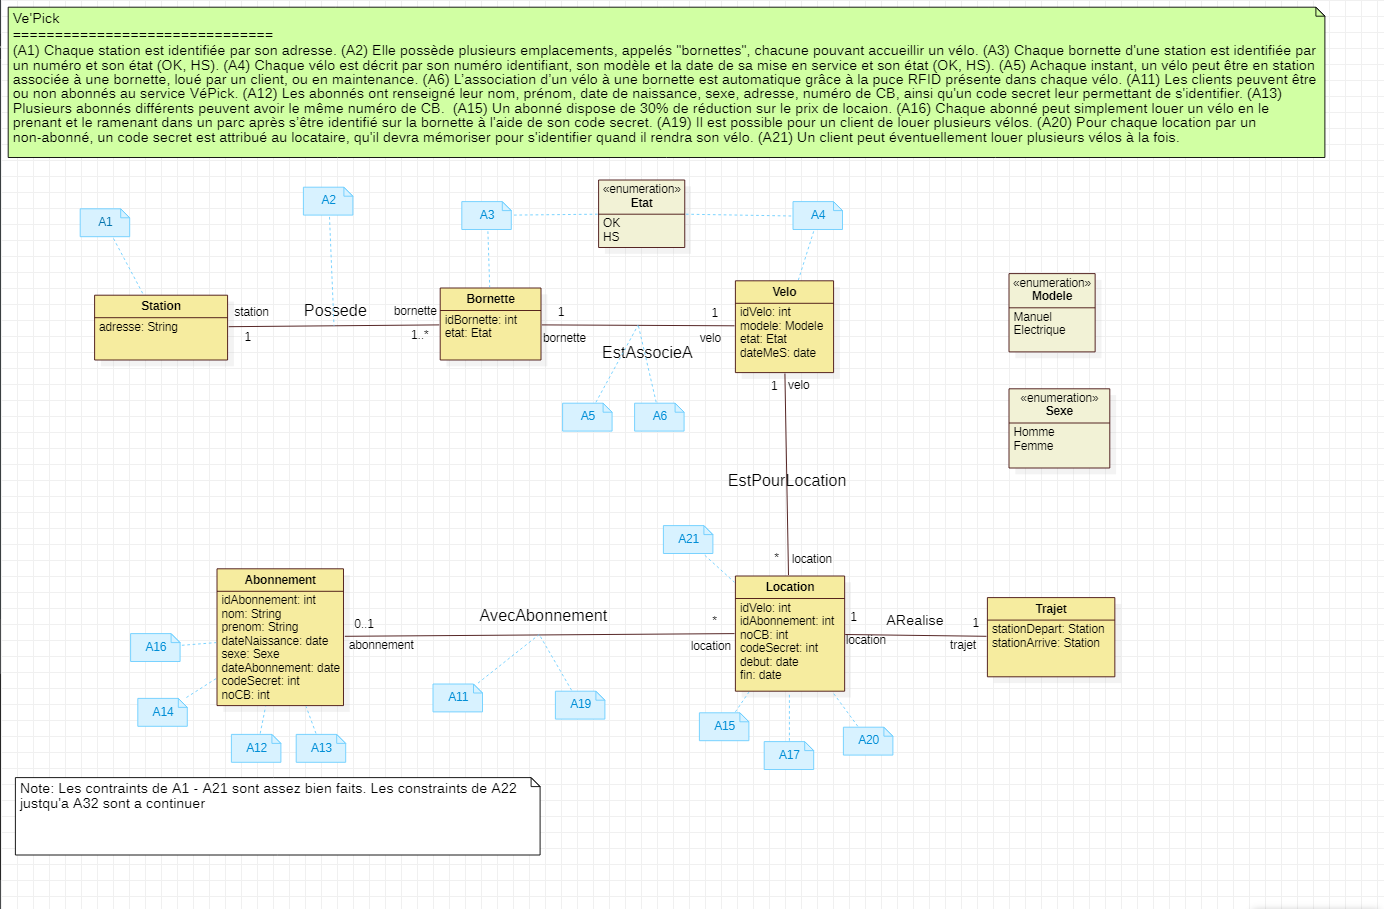 Ve'Pick
===============================
(A1) Chaque station est identifiée par son adresse. (A2) Elle possède plusieurs emplacements, appelés "bornettes", chacune pouvant accueillir un vélo. (A3) Chaque bornette d'une station est identifiée par
un numéro et son état (OK, HS). (A4) Chaque vélo est décrit par son numéro identifiant, son modèle et la date de sa mise en service et son état (OK, HS). (A5) Achaque instant, un vélo peut être en station
associée à une bornette, loué par un client, ou en maintenance. (A6) L'association d'un vélo à une bornette est automatique grâce à la puce RFID présente dans chaque vélo. (A11) Les clients peuvent être
ou non abonnés au service VéPick. (A12) Les abonnés ont renseigné leur nom, prénom, date de naissance, sexe, adresse, numéro de CB, ainsi qu'un code secret leur permettant de s'identifier. (A13)
Plusieurs abonnés différents peuvent avoir le même numéro de CB. (A15) Un abonné dispose de 30% de réduction sur le prix de locaion. (A16) Chaque abonné peut simplement louer un vélo en le
prenant et le ramenant dans un parc après s'être identifié sur la bornette à l'aide de son code secret. (A19) Il est possible pour un client de louer plusieurs vélos. (A20) Pour chaque location par un
non-abonné, un code secret est attribué au locataire, qu'il devra mémoriser pour s'identifier quand il rendra son vélo. (A21) Un client peut éventuellement louer plusieurs vélos à la fois.
A1
A2
A3
«enumeration»
Etat
OK
HS
A4
Station
adresse: String
station
1
Possede
bornette
1..*
Bornette
idBornette: int
etat: Etat
1
bornette
EstAssocieA
1
velo
Velo
idVelo: int
modele: Modele
etat: Etat
dateMeS: date
«enumeration»
Modele
Manuel
Electrique
A5
A6
1
velo
«enumeration»
Sexe
Homme
Femme
EstPourLocation
A21
*
location
Abonnement
idAbonnement: int
nom: String
prenom: String
dateNaissance: date
sexe: Sexe
dateAbonnement: date
codeSecret: int
noCB: int
0..1
abonnement
AvecAbonnement
*
location
Location
idVelo: int
idAbonnement: int
noCB: int
codeSecret: int
debut: date
fin: date
1
location
ARealise
1
trajet
Trajet
stationDepart: Station
stationArrive: Station
A16
A14
A12
A13
A11
A19
A15
A17
A20
Note: Les contraints de A1 - A21 sont assez bien faits. Les constraints de A22
justqu'a A32 sont a continuer